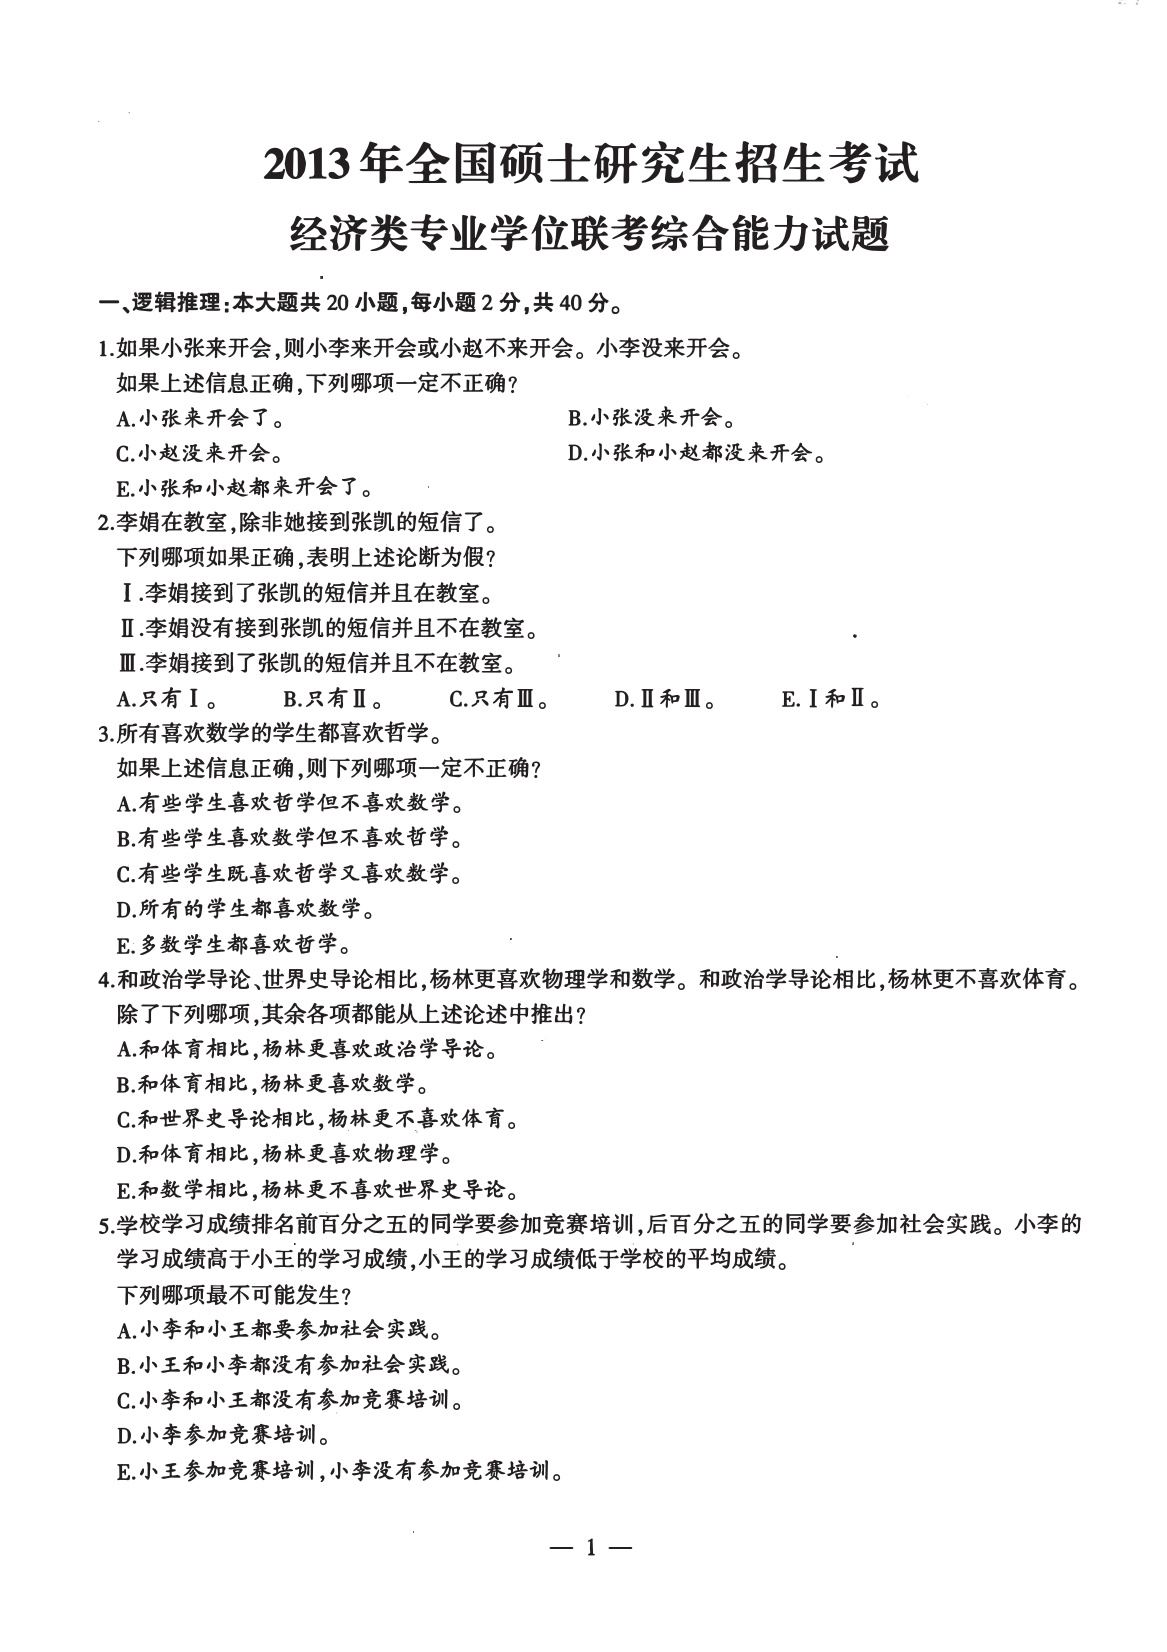 2013年全国硕士研究生招生考试
经济类专业学位联考综合能力试题
一、逻辑推理:本大题共 20 小题,每小题 2 分,共 40 分。
1.如果小张来开会,则小李来开会或小赵不来开会。小李没来开会。
如果上述信息正确,下列哪项一定不正确?
A.小张来开会了。 B.小张没来开会。
C.小赵没来开会。 D.小张和小赵都没来开会。
E.小张和小赵都来开会了。
2.李娟在教室,除非她接到张凯的短信了。
下列哪项如果正确,表明上述论断为假?
Ⅰ.李娟接到了张凯的短信并且在教室。
Ⅱ.李娟没有接到张凯的短信并且不在教室。
Ⅲ.李娟接到了张凯的短信并且不在教室。
A.只有Ⅰ。 B.只有Ⅱ。 C.只有Ⅲ。 D.Ⅱ和Ⅲ。 E.Ⅰ和Ⅱ。
3.所有喜欢数学的学生都喜欢哲学。
如果上述信息正确,则下列哪项一定不正确?
A.有些学生喜欢哲学但不喜欢数学。
B.有些学生喜欢数学但不喜欢哲学。
C.有些学生既喜欢哲学又喜欢数学。
D.所有的学生都喜欢数学。
E.多数学生都喜欢哲学。
4.和政治学导论、世界史导论相比,杨林更喜欢物理学和数学。和政治学导论相比,杨林更不喜欢体育。
除了下列哪项,其余各项都能从上述论述中推出?
A.和体育相比,杨林更喜欢政治学导论。
B.和体育相比,杨林更喜欢数学。
C.和世界史导论相比,杨林更不喜欢体育。
D.和体育相比,杨林更喜欢物理学。
E.和数学相比,杨林更不喜欢世界史导论。
5.学校学习成绩排名前百分之五的同学要参加竞赛培训,后百分之五的同学要参加社会实践。小李的
学习成绩高于小王的学习成绩,小王的学习成绩低于学校的平均成绩。
下列哪项最不可能发生?
A.小李和小王都要参加社会实践。
B.小王和小李都没有参加社会实践。
C.小李和小王都没有参加竞赛培训。
D.小李参加竞赛培训。
E.小王参加竞赛培训,小李没有参加竞赛培训。
— 1 —